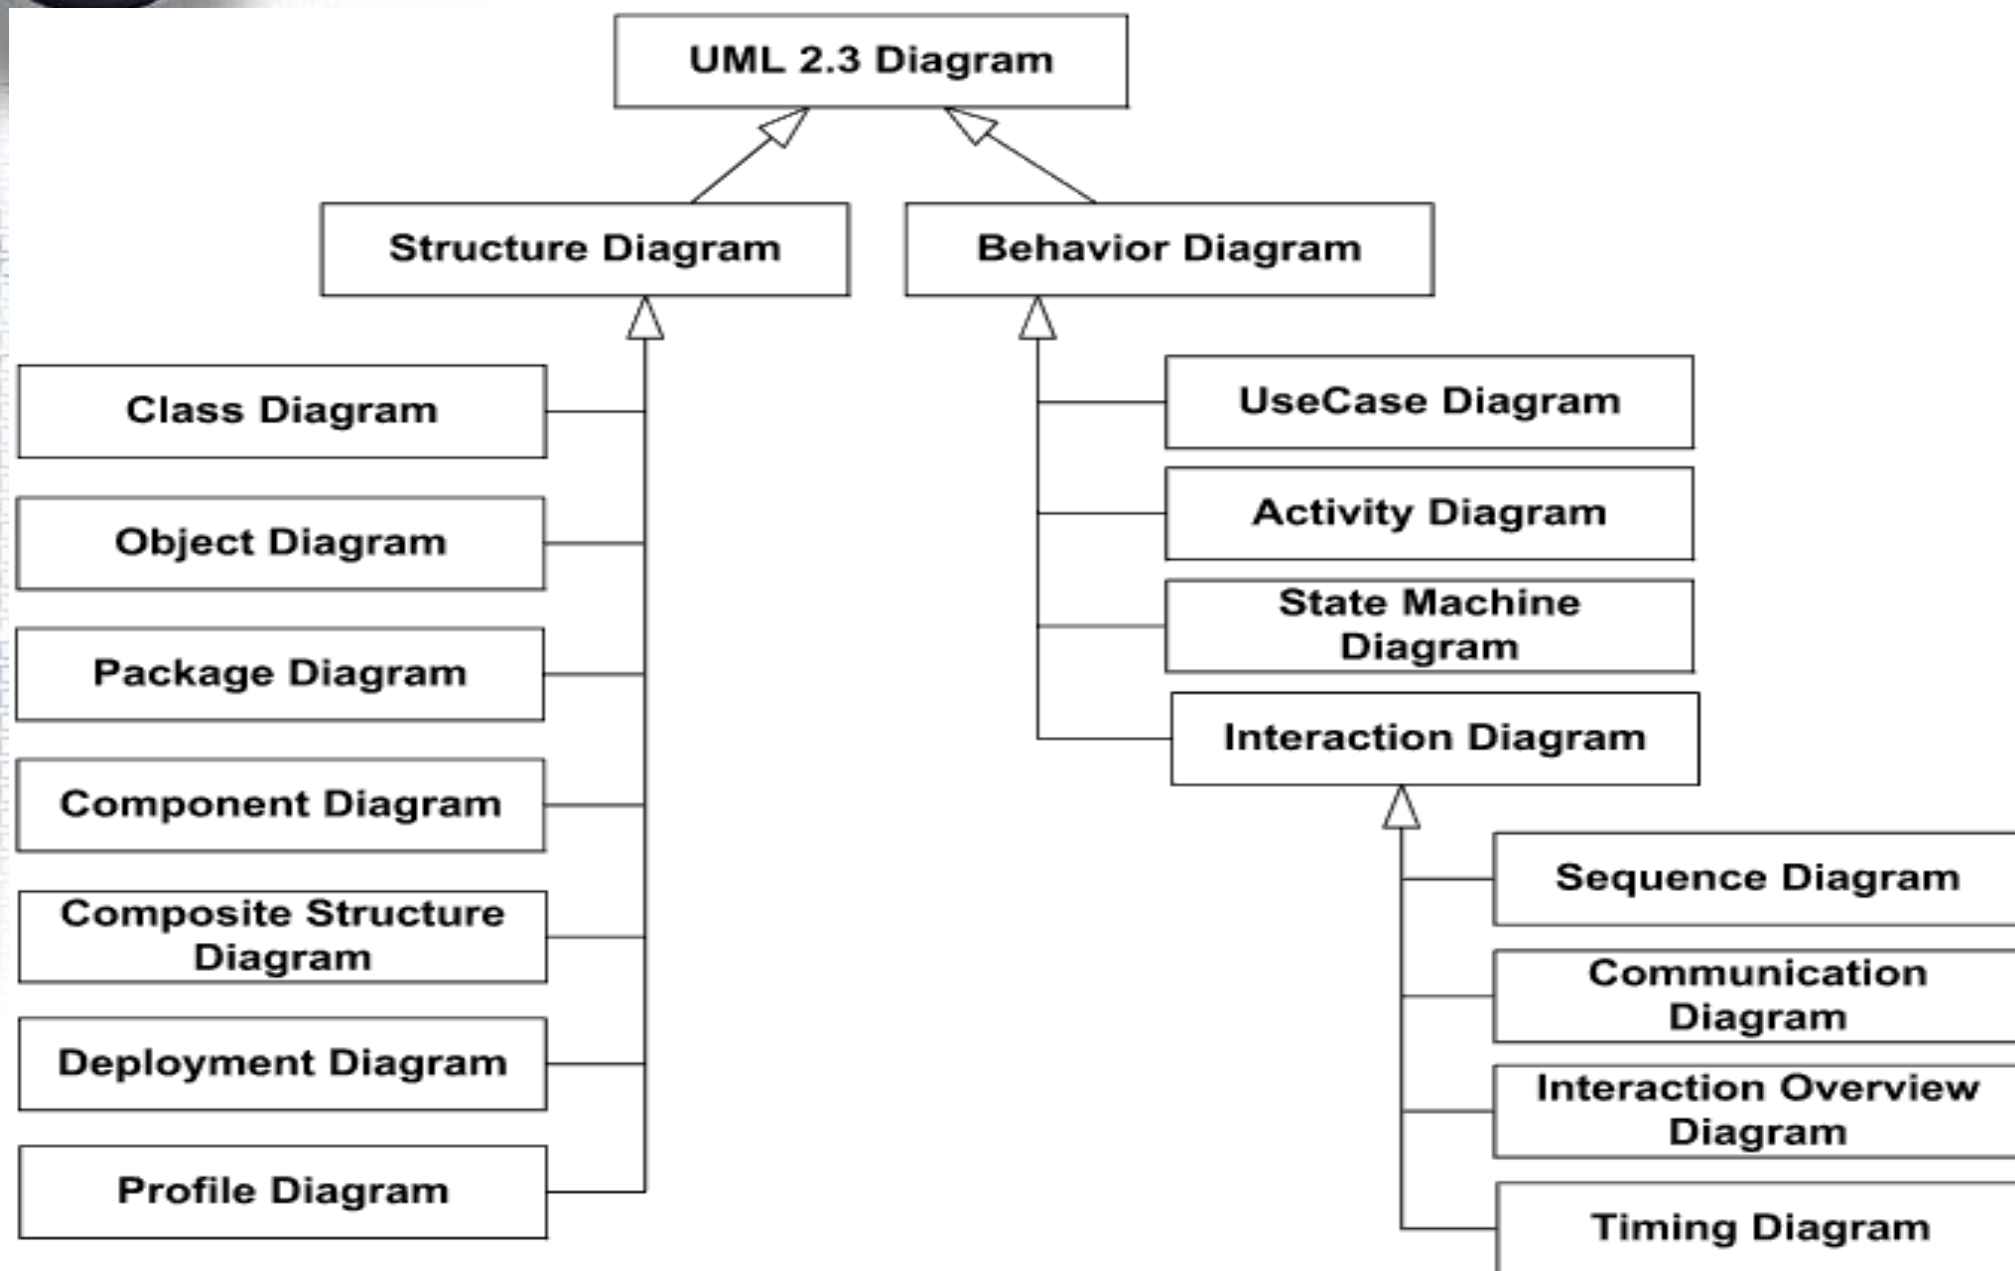 UML 2.3 Diagram
Structure Diagram
Behavior Diagram
Class Diagram
Object Diagram
Package Diagram
Component Diagram
Composite Structure
Diagram
Deployment Diagram
Profile Diagram
UseCase Diagram
Activity Diagram
State Machine
Diagram
Interaction Diagram
Sequence Diagram
Communication
Diagram
Interaction Overview
Diagram
Timing Diagram